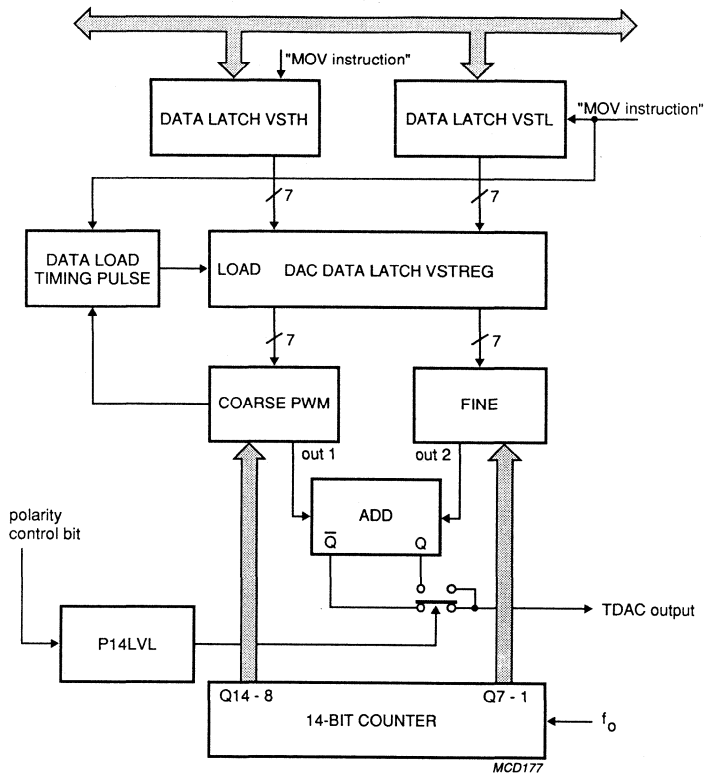 "MOV instruction"
DATA LATCH VSTH
DATA LATCH VSTL
"MOV instruction"
7
7
DATA LOAD
TIMING PULSE
LOAD
DAC DATA LATCH VSTREG
7
7
COARSE PWM
FINE
out 1
out 2
ADD
Q̅
Q
polarity
control bit
TDAC output
P14LVL
Q14 - 8
Q7 - 1
14-BIT COUNTER
fo
MCD177